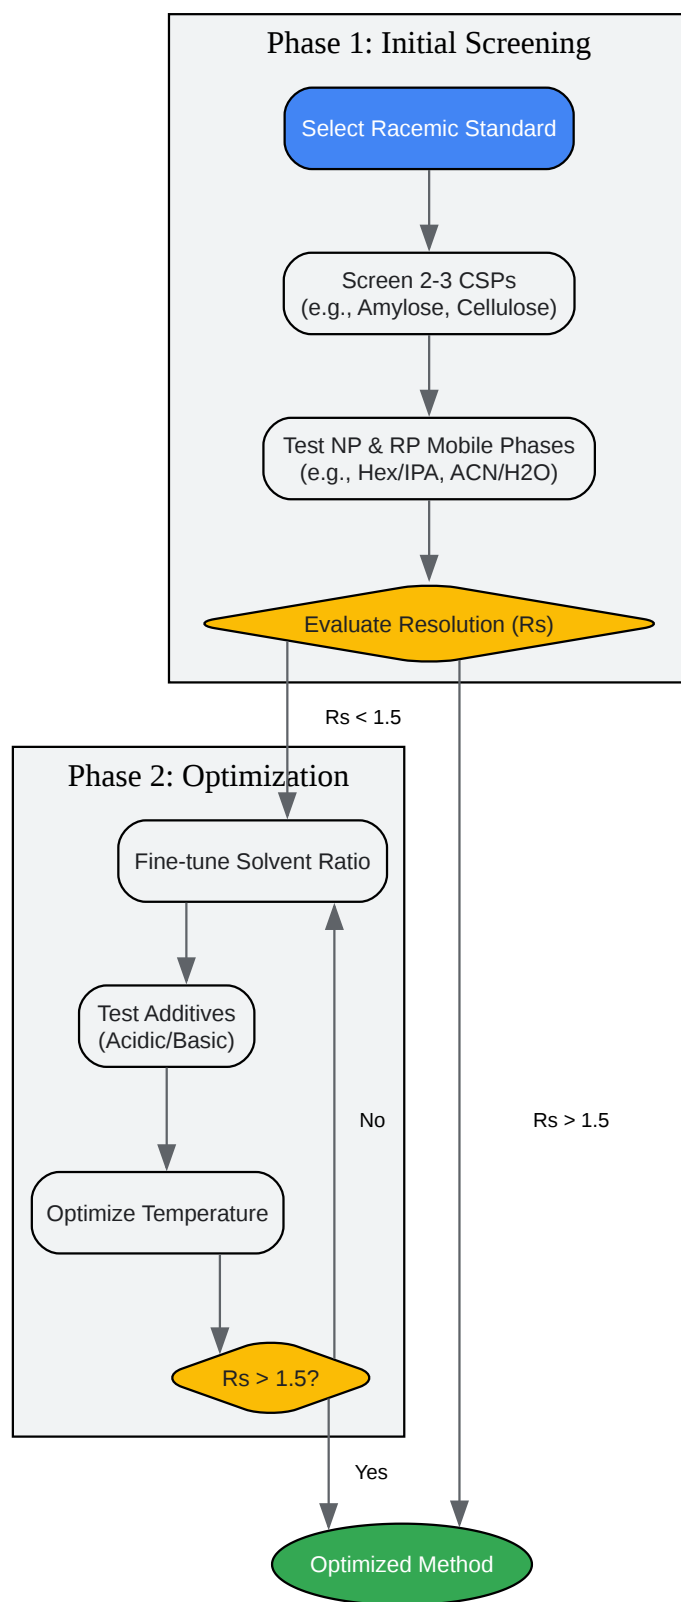 Phase 1: Initial Screening
Select Racemic Standard
Screen 2-3 CSPs
(e.g., Amylose, Cellulose)
Test NP & RP Mobile Phases
(e.g., Hex/IPA, ACN/H2O)
Evaluate Resolution (Rs)
Rs < 1.5
Phase 2: Optimization
Fine-tune Solvent Ratio
Test Additives
(Acidic/Basic)
No
Rs > 1.5
Optimize Temperature
Rs > 1.5?
Yes
Optimized Method